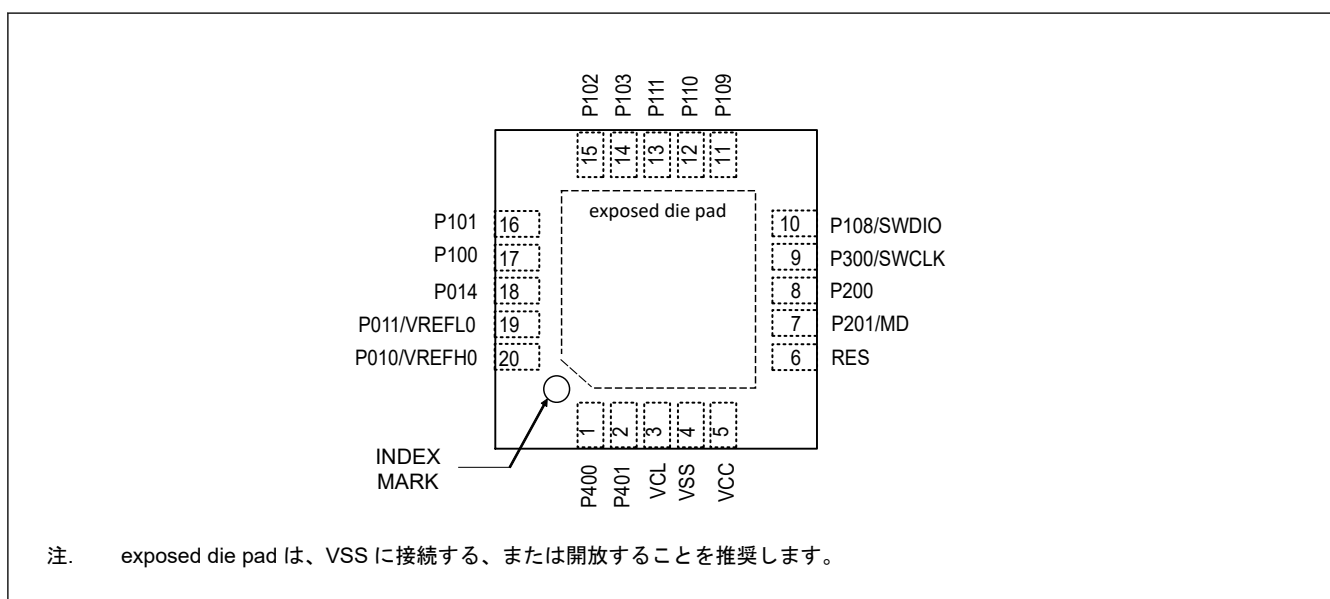 P102
P103
P111
P110
P109
15
14
13
12
11
exposed die pad
P101 16
P100 17
P014 18
P011/VREFL0 19
P010/VREFH0 20
10 P108/SWDIO
9 P300/SWCLK
8 P200
7 P201/MD
6 RES
1
2
3
4
5
P400
P401
VCL
VSS
VCC
INDEX
MARK
注. exposed die pad は、VSS に接続する、または開放することを推奨します。